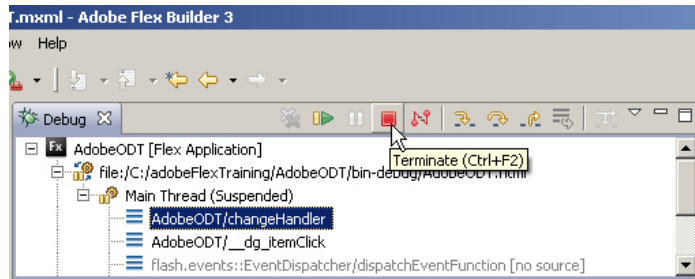 T.mxml - Adobe Flex Builder 3
Help
Debug
Fx AdobeODT [Flex Application]
file:/C:/adobeFlexTraining/AdobeODT/bin-debug/AdobeODT.html
Terminate (Ctrl+F2)
Main Thread (Suspended)
AdobeODT/changeHandler
AdobeODT/__dg_itemClick
flash.events::EventDispatcher/dispatchEventFunction [no source]